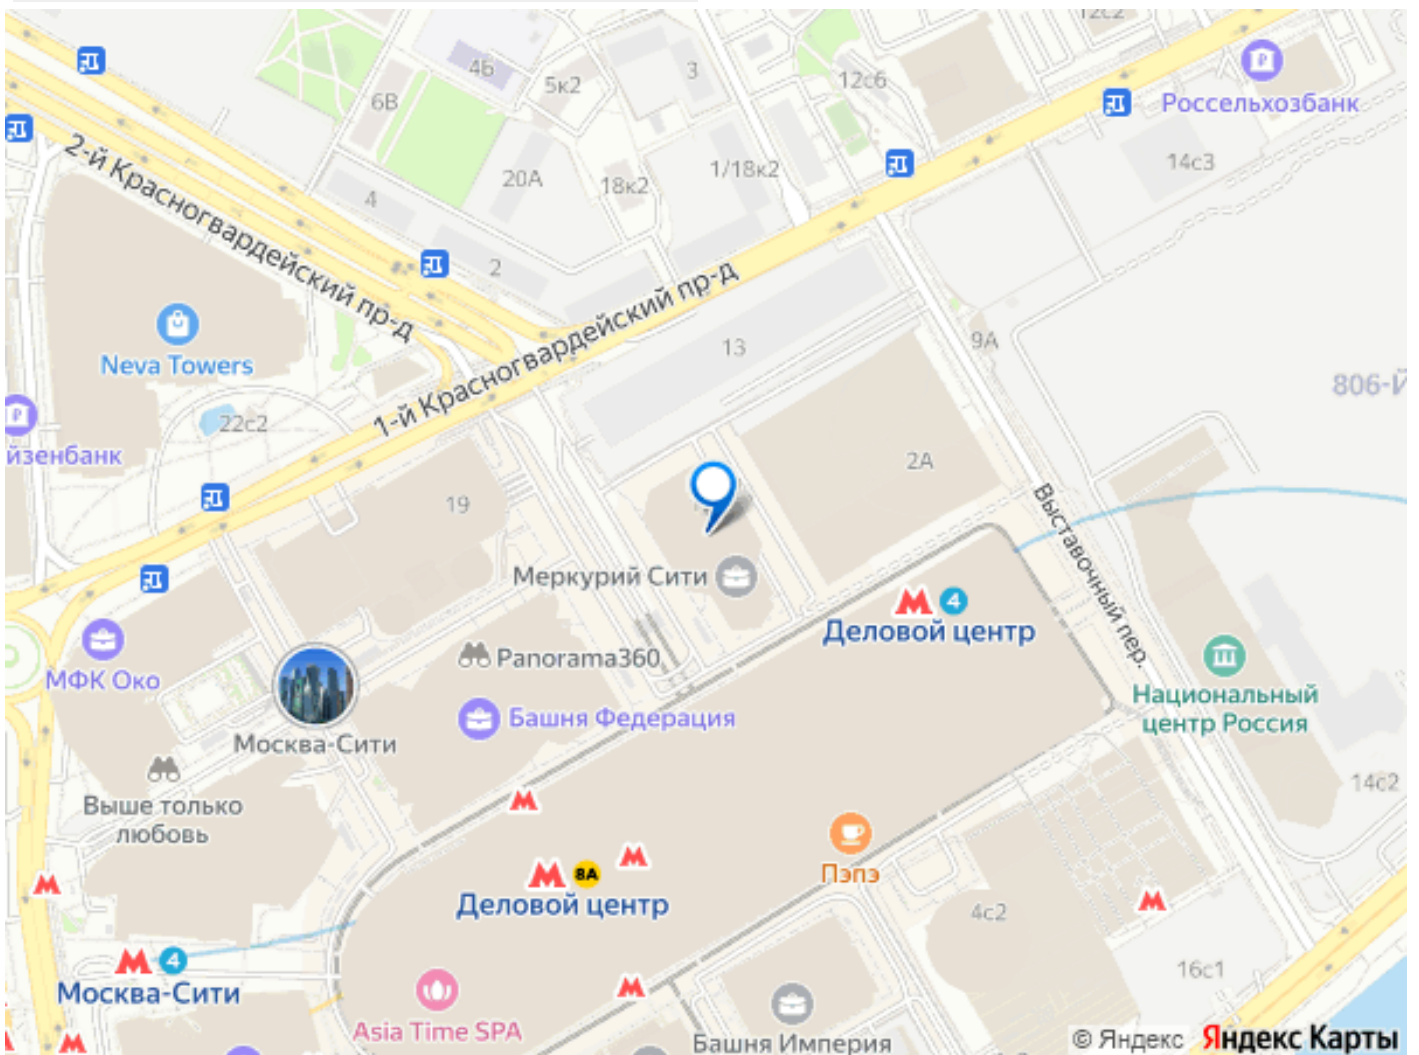 12с2
4Б
3
5к2
12с6
6В
Россельхозбанк
2-й Красногвардейский пр-д
1/18к2
14с3
20А
18к2
4
2
1-й Красногвардейский пр-д
13
9А
Neva Towers
806-Й
22с2
йзенбанк
2А
19
Выставочный пер.
Меркурий Сити
4
Деловой центр
Panorama360
МФК Око
Национальный
центр Россия
Башня Федерация
Москва-Сити
14с2
Выше только
любовь
Пэпэ
8А
Деловой центр
4с2
4
Москва-Сити
16с1
Asia Time SPA
Башня Империя
© Яндекс Яндекс Карты